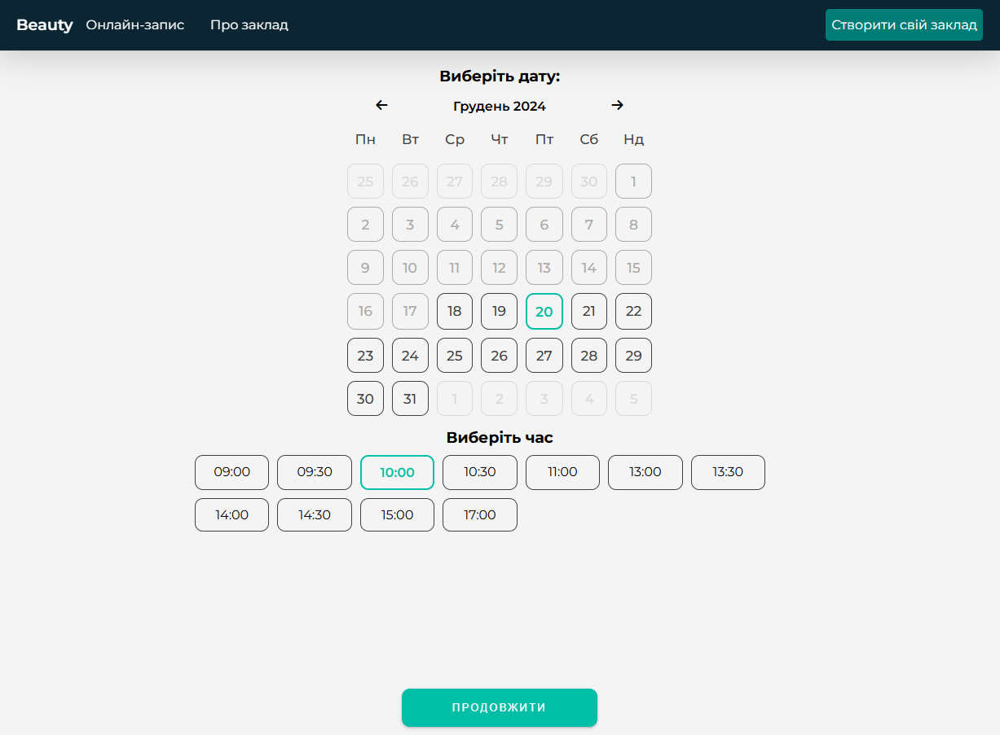 Beauty Онлайн-запис Про заклад Створити свій заклад
Виберіть дату:
Грудень 2024
Пн Вт Ср Чт Пт Сб Нд
25 26 27 28 29 30 1
2 3 4 5 6 7 8
9 10 11 12 13 14 15
16 17 18 19 20 21 22
23 24 25 26 27 28 29
30 31 1 2 3 4 5
Виберіть час
09:00 09:30 10:00 10:30 11:00 13:00 13:30
14:00 14:30 15:00 17:00
ПРОДОВЖИТИ